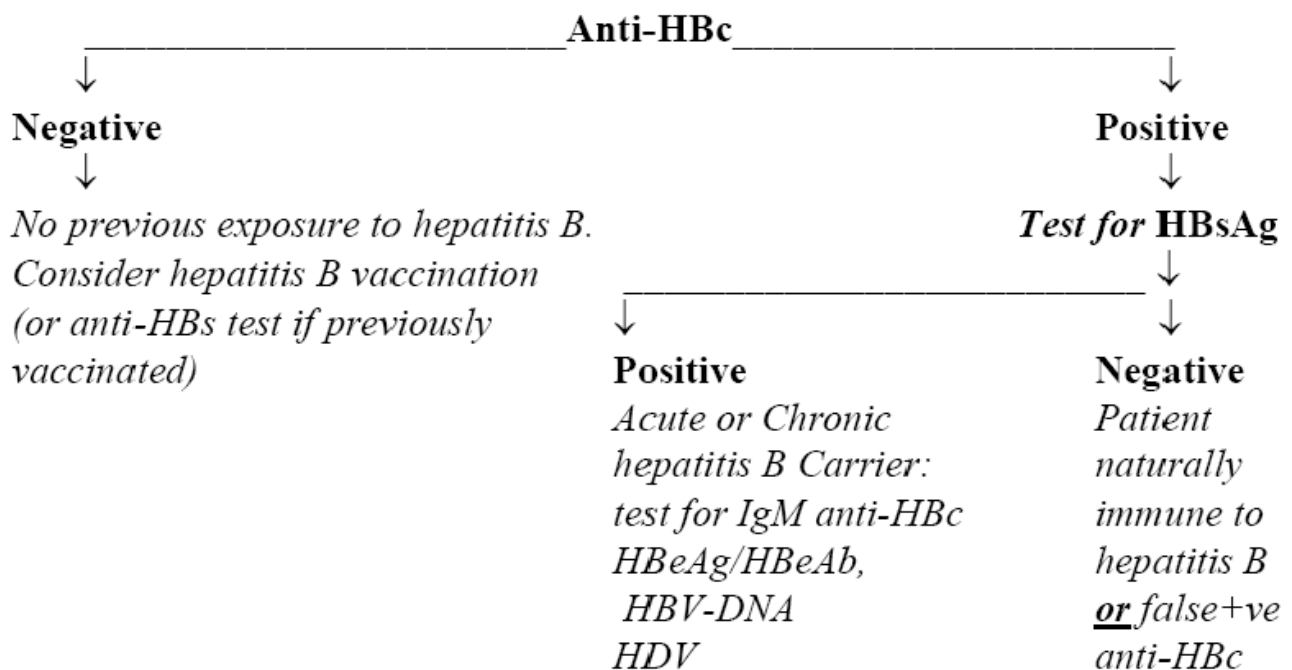 Anti-HBc
Negative
No previous exposure to hepatitis B.
Consider hepatitis B vaccination
(or anti-HBs test if previously
vaccinated)
Positive
Test for HBsAg
Positive
Acute or Chronic
hepatitis B Carrier:
test for IgM anti-HBc
HBeAg/HBeAb,
HBV-DNA
HDV
Negative
Patient
naturally
immune to
hepatitis B
or false+ve
anti-HBc